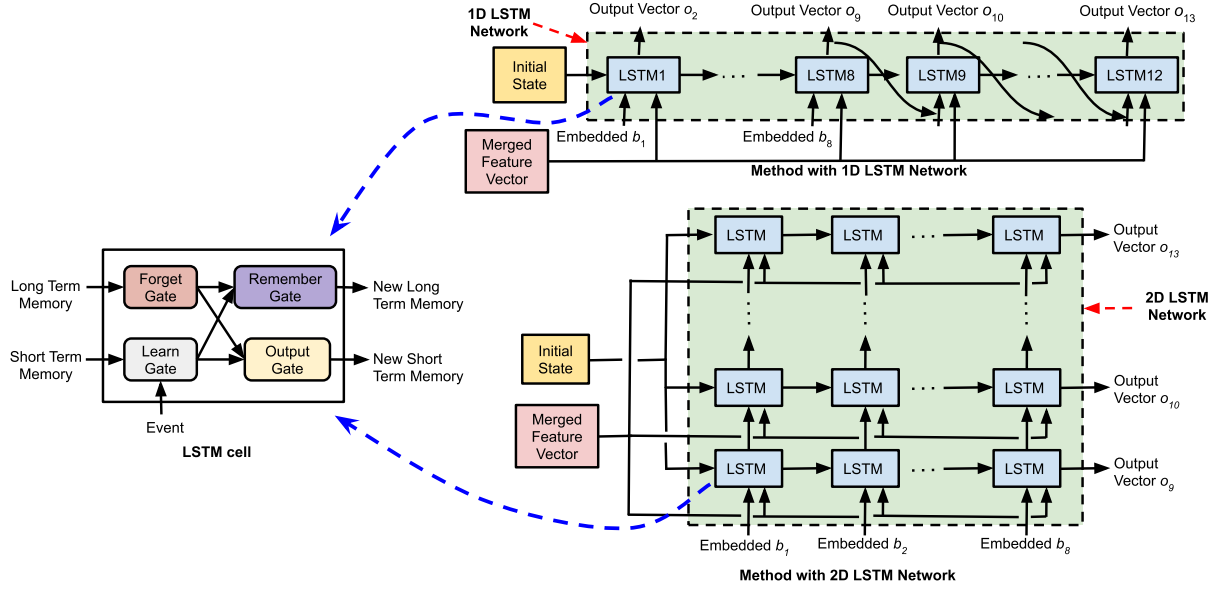 Output Vector o2
Output Vector o9
Output Vector o10
Output Vector o13
1D LSTM
Network
Initial
State
LSTM1
...
LSTM8
LSTM9
...
LSTM12
Embedded b1
Embedded b8
Merged
Feature
Vector
Method with 1D LSTM Network
LSTM
LSTM
...
LSTM
Output
Vector o13
Long Term
Memory
Forget
Gate
Remember
Gate
New Long
Term Memory
Short Term
Memory
Learn
Gate
Output
Gate
New Short
Term Memory
Event
LSTM cell
2D LSTM
Network
Initial
State
LSTM
LSTM
...
LSTM
Output
Vector o10
Merged
Feature
Vector
LSTM
LSTM
...
LSTM
Output
Vector o9
Embedded b1
Embedded b2
Embedded b8
Method with 2D LSTM Network